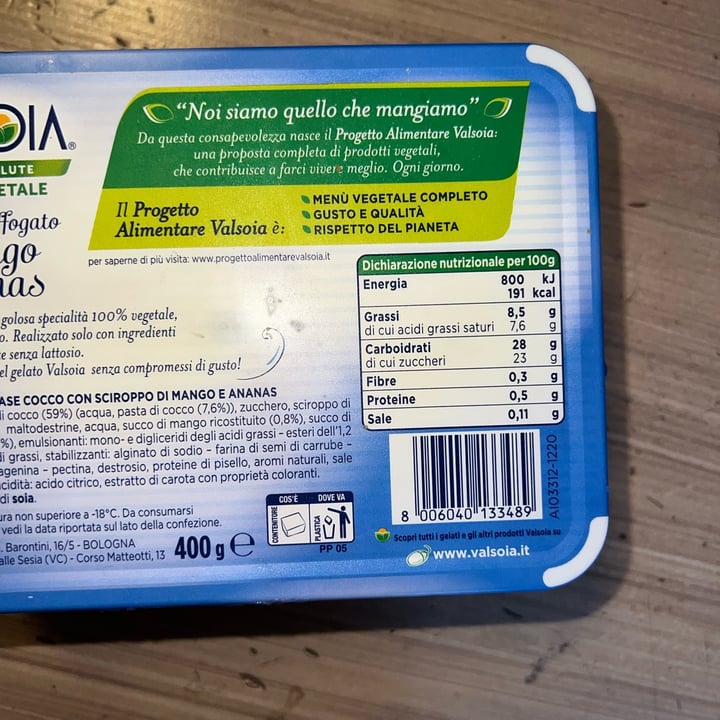 OIA®
LUTE
ETALE
ffogato
go
as
"Noi siamo quello che mangiamo"
Da questa consapevolezza nasce il Progetto Alimentare Valsoia:
una proposta completa di prodotti vegetali,
che contribuisce a farci vivere meglio. Ogni giorno.
Il Progetto
Alimentare Valsoia è:
MENÙ VEGETALE COMPLETO
GUSTO E QUALITÀ
RISPETTO DEL PIANETA
per saperne di più visita: www.progettoalimentarevalsoia.it
golosa specialità 100% vegetale,
o. Realizzato solo con ingredienti
e senza lattosio.
el gelato Valsoia senza compromessi di gusto!
ASE COCCO CON SCIROPPO DI MANGO E ANANAS
di cocco (59%) (acqua, pasta di cocco (7,6%)), zucchero, sciroppo di
maltodestrine, acqua, succo di mango ricostituito (0,8%), succo di
%), emulsionanti: mono- e digliceridi degli acidi grassi - esteri dell'1,2
di grassi, stabilizzanti: alginato di sodio - farina di semi di carrube -
agenina - pectina, destrosio, proteine di pisello, aromi naturali, sale
cidità: acido citrico, estratto di carota con proprietà coloranti.
di soia.
ura non superiore a -18°C. Da consumarsi
vedi la data riportata sul lato della confezione.
. Barontini, 16/5 - BOLOGNA
alle Sesia (VC) - Corso Matteotti, 13
400 g e
COS'È DOVE VA
CONTENITORE
PLASTICA
PP 05
Dichiarazione nutrizionale per 100g
Energia 800 kJ
191 kcal
Grassi 8,5 g
di cui acidi grassi saturi 7,6 g
Carboidrati 28 g
di cui zuccheri 23 g
Fibre 0,3 g
Proteine 0,5 g
Sale 0,11 g
8 006040 133489
AI03312-1220
Scopri tutti i gelati e gli altri prodotti Valsoia su
www.valsoia.it